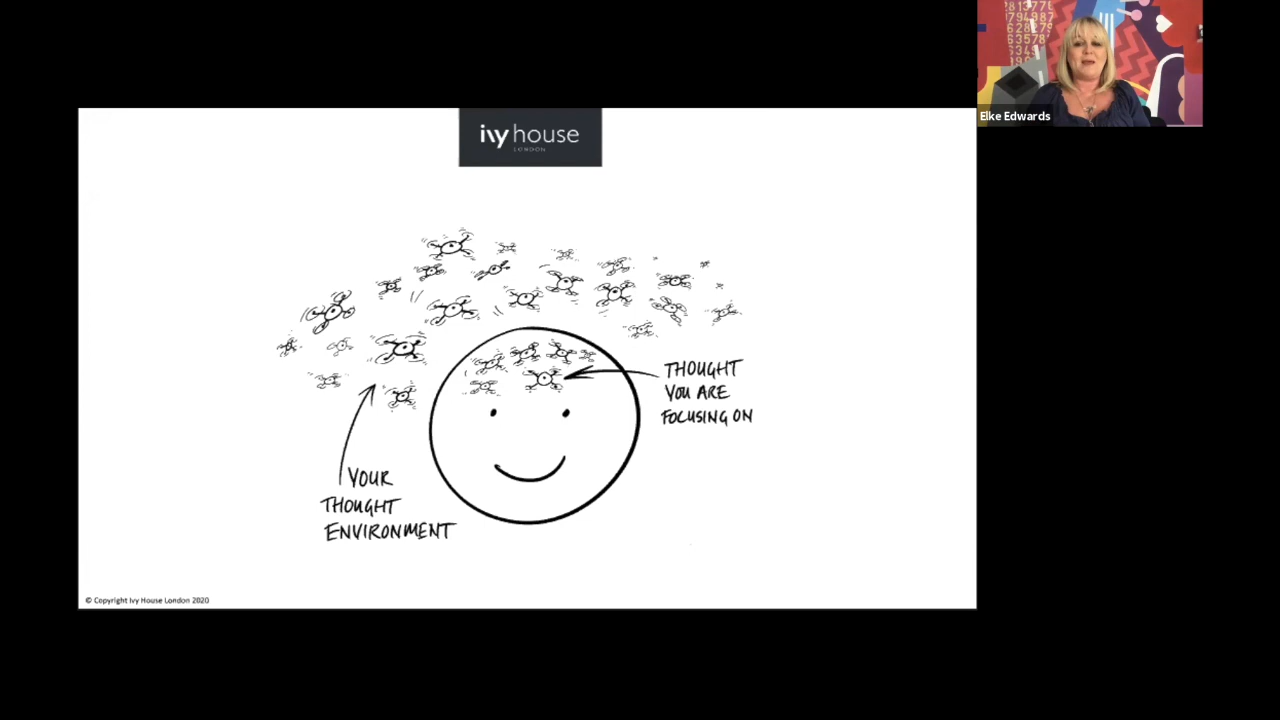 ivy house
LONDON
Elke Edwards
THOUGHT
YOU ARE
FOCUSING ON
YOUR
THOUGHT
ENVIRONMENT
© Copyright Ivy House London 2020